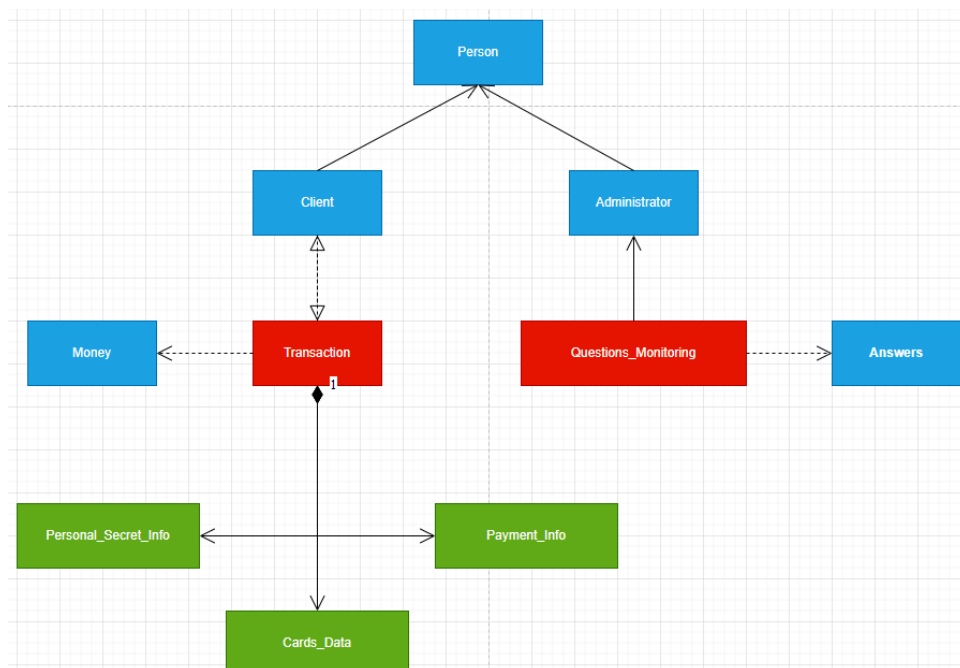 Person
Client
Administrator
Money
Transaction
Questions_Monitoring
Answers
1
Personal_Secret_Info
Payment_Info
Cards_Data